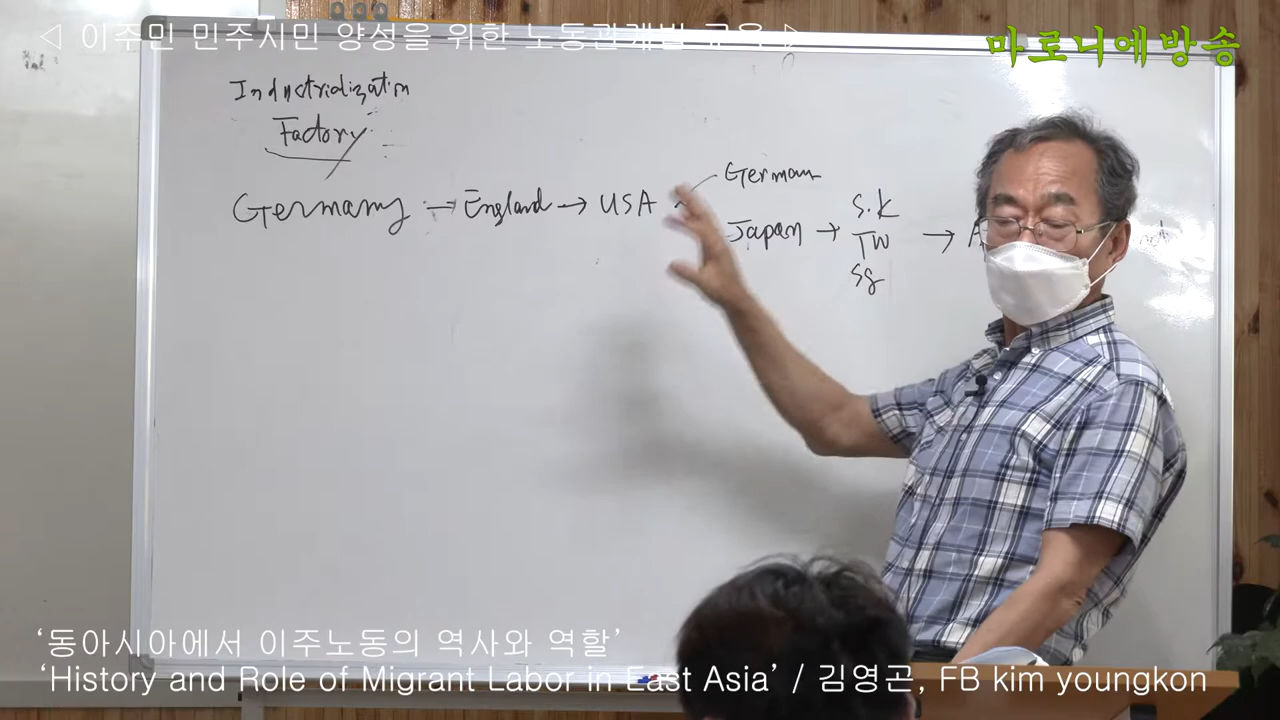 ◁ 이주민 민주시민 양성을 위한 노동관계법 교육 ▷
마로니에방송
Industrialization
Factory
Germany → England → USA
German
Japan →
S.K
TW
Sg
→ A
‘동아시아에서 이주노동의 역사와 역할’
‘History and Role of Migrant Labor in East Asia’ / 김영곤, FB kim youngkon